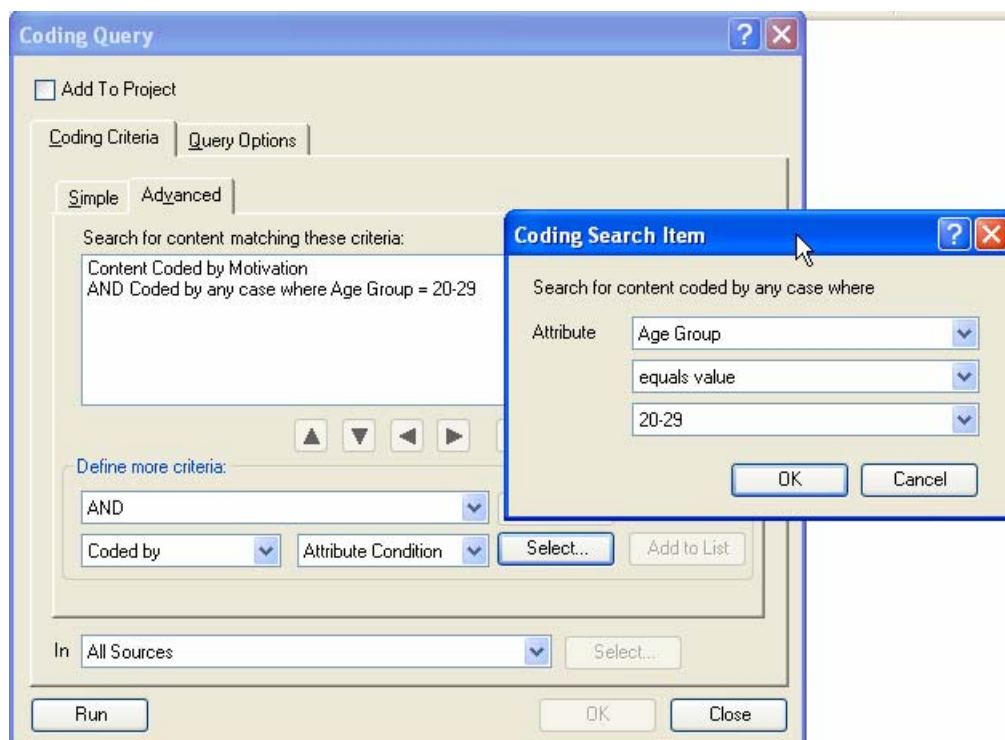 Coding Query
Add To Project
Coding Criteria
Query Options
Simple
Advanced
Search for content matching these criteria:
Content Coded by Motivation
AND Coded by any case where Age Group = 20-29
Define more criteria:
AND
Coded by
Attribute Condition
Select...
Add to List
In
All Sources
Select...
Run
OK
Close
Coding Search Item
Search for content coded by any case where
Attribute
Age Group
equals value
20-29
OK
Cancel